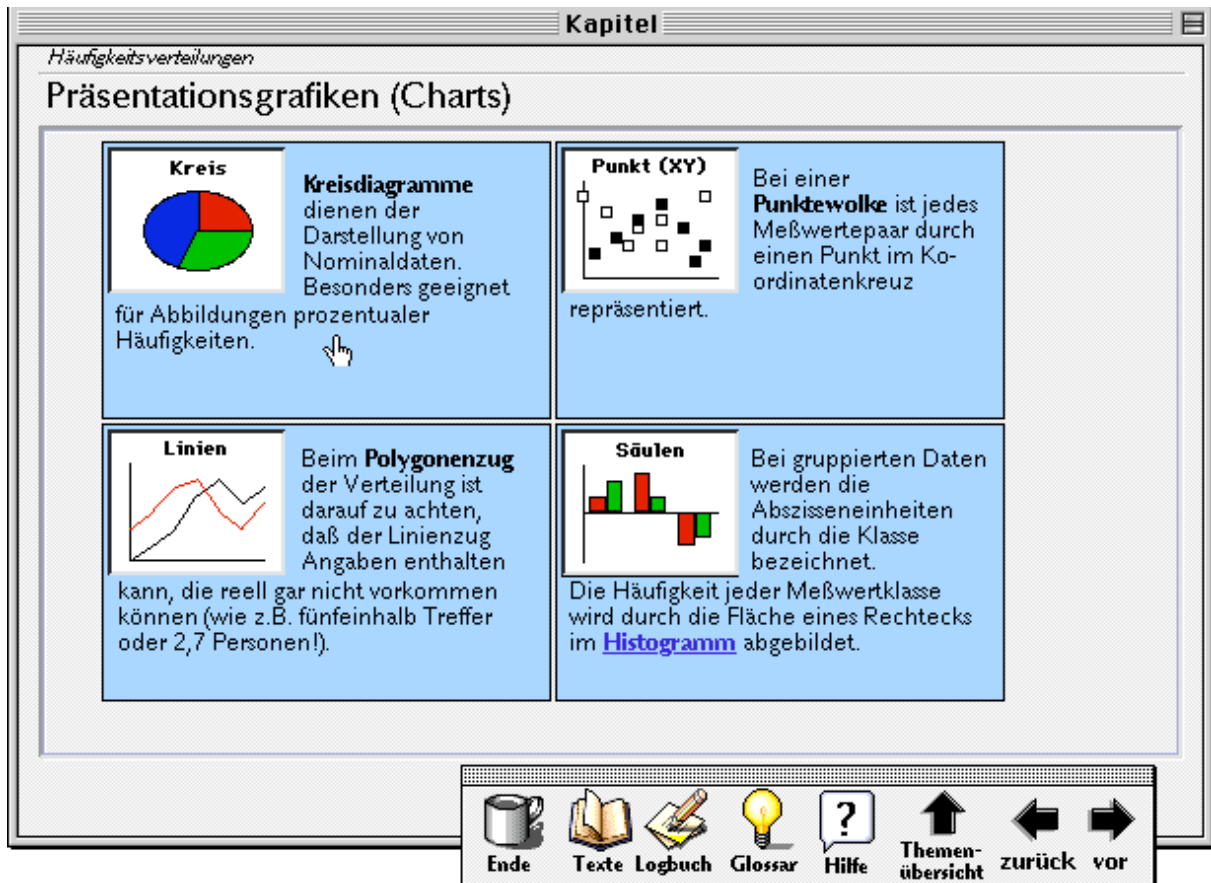 Kapitel
Häufigkeitsverteilungen
Präsentationsgrafiken (Charts)
Kreis
Kreisdiagramme
dienen der
Darstellung von
Nominaldaten.
Besonders geeignet
für Abbildungen prozentualer
Häufigkeiten.
Punkt (XY)
Bei einer
Punktewolke ist jedes
Meßwertepaar durch
einen Punkt im Ko-
ordinatenkreuz
repräsentiert.
Linien
Beim Polygonenzug
der Verteilung ist
darauf zu achten,
daß der Linienzug
Angaben enthalten
kann, die reell gar nicht vorkommen
können (wie z.B. fünfeinhalb Treffer
oder 2,7 Personen!).
Säulen
Bei gruppierten Daten
werden die
Abszisseneinheiten
durch die Klasse
bezeichnet.
Die Häufigkeit jeder Meßwertklasse
wird durch die Fläche eines Rechtecks
im Histogramm abgebildet.
?
Ende
Texte
Logbuch
Glossar
Hilfe
Themen-
übersicht
zurück
vor